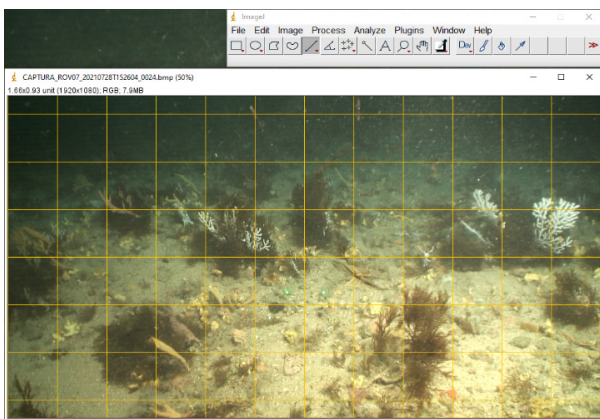 ImageJ
File Edit Image Process Analyze Plugins Window Help
Dev
CAPTURA_ROV07_20210728T152604_0024.bmp (50%)
1.66x0.93 unit (1920x1080); RGB; 7.9MB